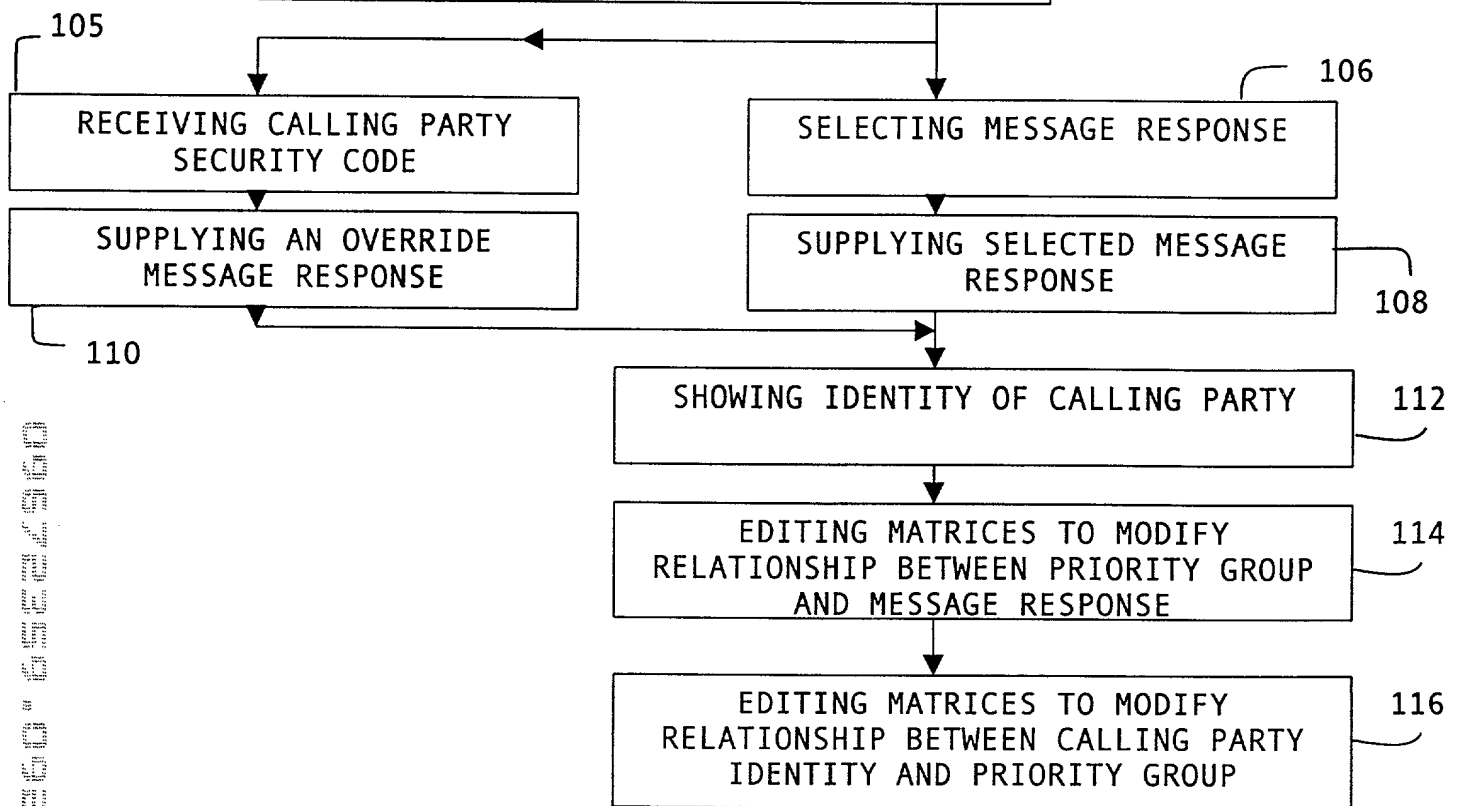 105
106
RECEIVING CALLING PARTY
SECURITY CODE
SELECTING MESSAGE RESPONSE
SUPPLYING AN OVERRIDE
MESSAGE RESPONSE
SUPPLYING SELECTED MESSAGE
RESPONSE
108
110
SHOWING IDENTITY OF CALLING PARTY
112
EDITING MATRICES TO MODIFY
RELATIONSHIP BETWEEN PRIORITY GROUP
AND MESSAGE RESPONSE
114
EDITING MATRICES TO MODIFY
RELATIONSHIP BETWEEN CALLING PARTY
IDENTITY AND PRIORITY GROUP
116